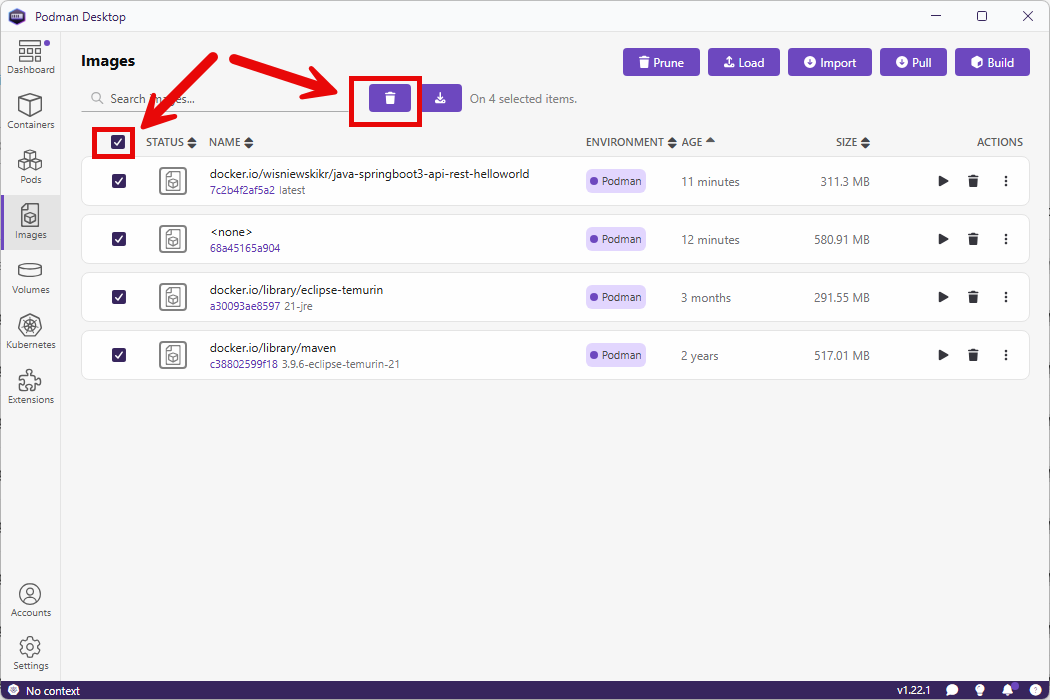 Podman Desktop
Images
Prune
Load
Import
Pull
Build
Search images...
On 4 selected items.
STATUS NAME ENVIRONMENT AGE SIZE ACTIONS
docker.io/wisniewskikr/java-springboot3-api-rest-helloworld
7c2b4f2af5a2 latest
Podman
11 minutes
311.3 MB
<none>
68a45165a904
Podman
12 minutes
580.91 MB
docker.io/library/eclipse-temurin
a30093ae8597 21-jre
Podman
3 months
291.55 MB
docker.io/library/maven
c38802599f18 3.9.6-eclipse-temurin-21
Podman
2 years
517.01 MB
Dashboard
Containers
Pods
Images
Volumes
Kubernetes
Extensions
Accounts
Settings
No context
v1.22.1